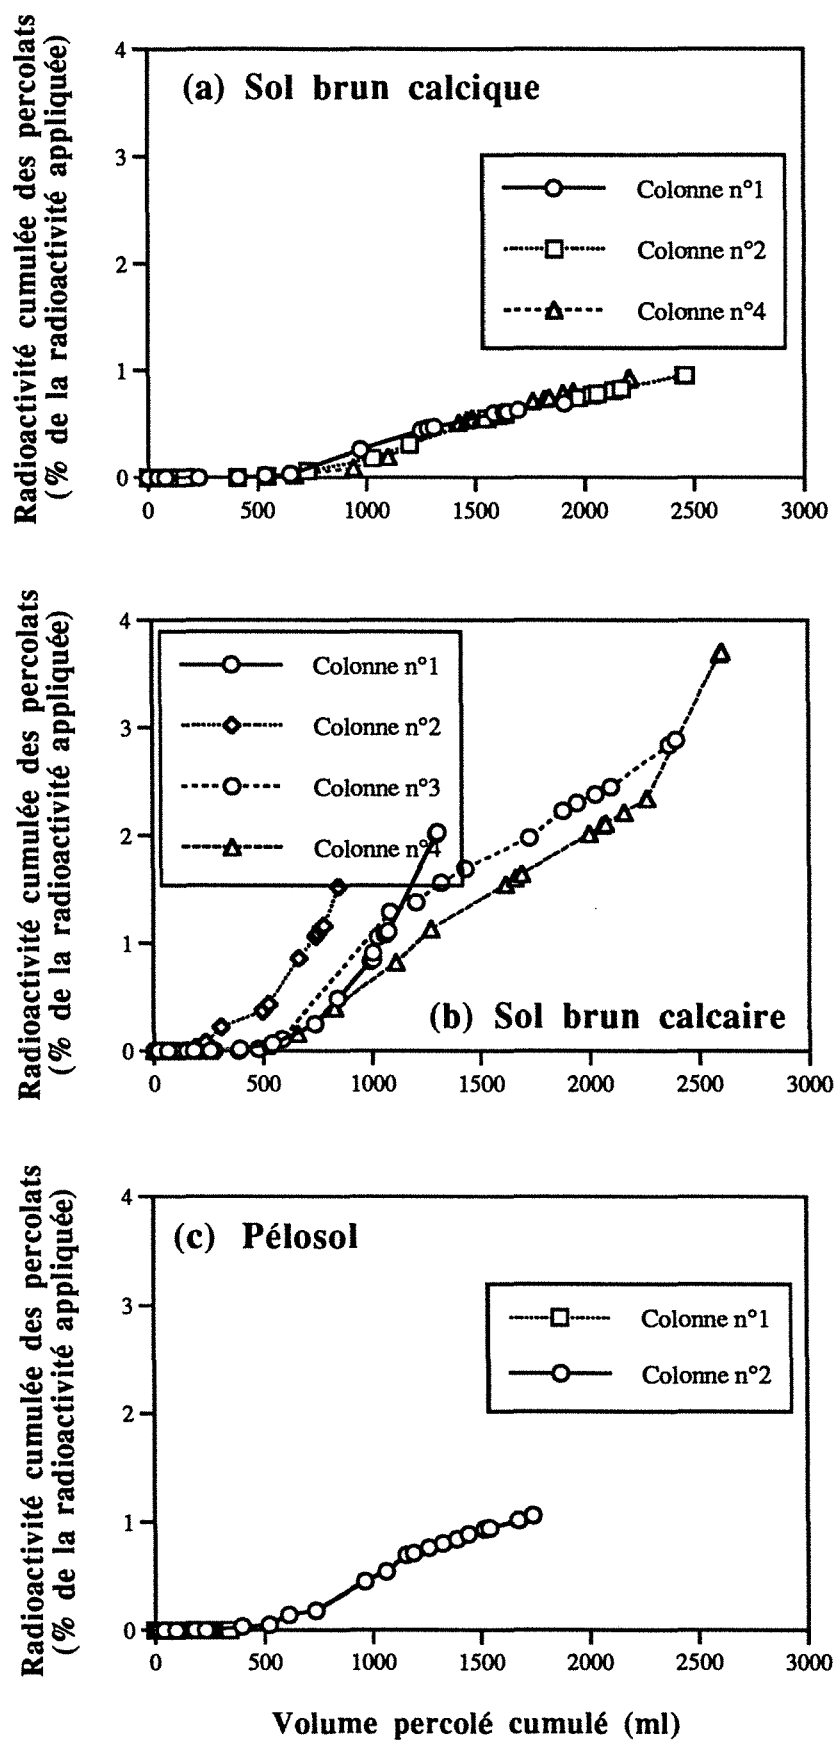 Radioactivité cumulée des percolats
(% de la radioactivité appliquée)
4
3
2
1
0
(a) Sol brun calcique
Colonne n°1
Colonne n°2
Colonne n°4
0 500 1000 1500 2000 2500 3000
Radioactivité cumulée des percolats
(% de la radioactivité appliquée)
4
3
2
1
0
Colonne n°1
Colonne n°2
Colonne n°3
Colonne n°4
(b) Sol brun calcaire
0 500 1000 1500 2000 2500 3000
Radioactivité cumulée des percolats
(% de la radioactivité appliquée)
4
3
2
1
0
(c) Pélosol
Colonne n°1
Colonne n°2
0 500 1000 1500 2000 2500 3000
Volume percolé cumulé (ml)